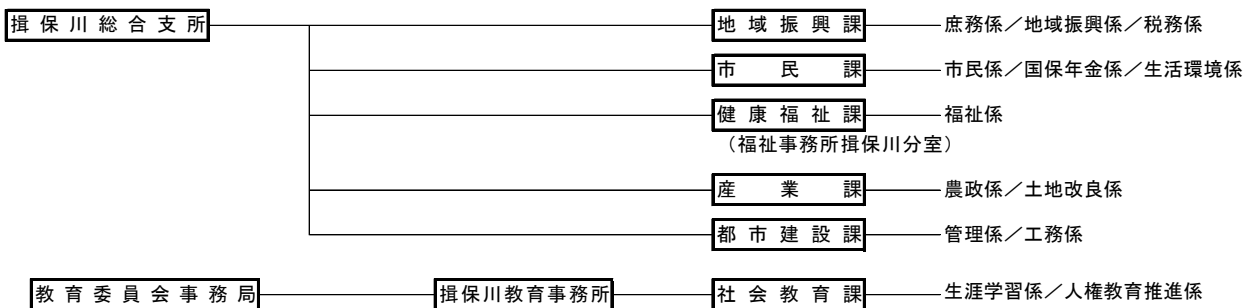 揖保川総合支所 地域振興課 庶務係／地域振興係／税務係
市民課 市民係／国保年金係／生活環境係
健康福祉課 福祉係
（福祉事務所揖保川分室）
産業課 農政係／土地改良係
都市建設課 管理係／工務係
教育委員会事務局 揖保川教育事務所 社会教育課 生涯学習係／人権教育推進係